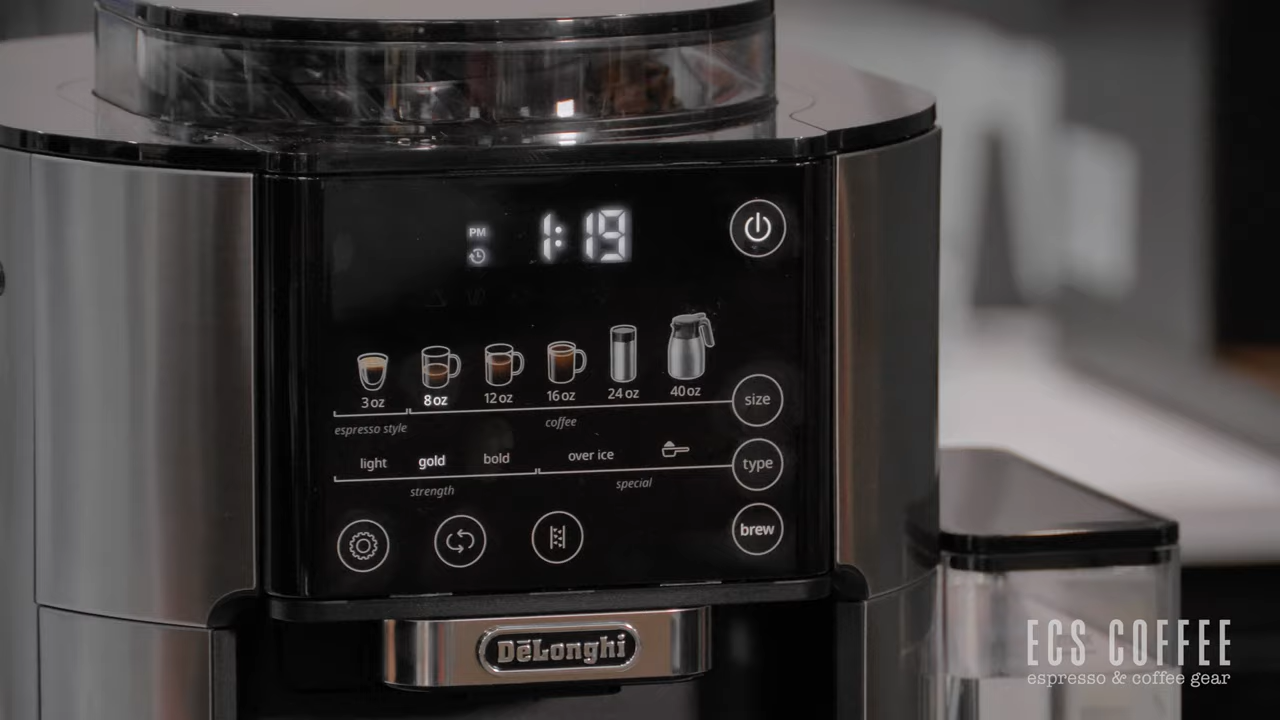 PM
1:19
3 oz 8 oz 12 oz 16 oz 24 oz 40 oz
size
espresso style coffee
light gold bold over ice
type
strength special
brew
DeLonghi
ECS COFFEE
espresso & coffee gear